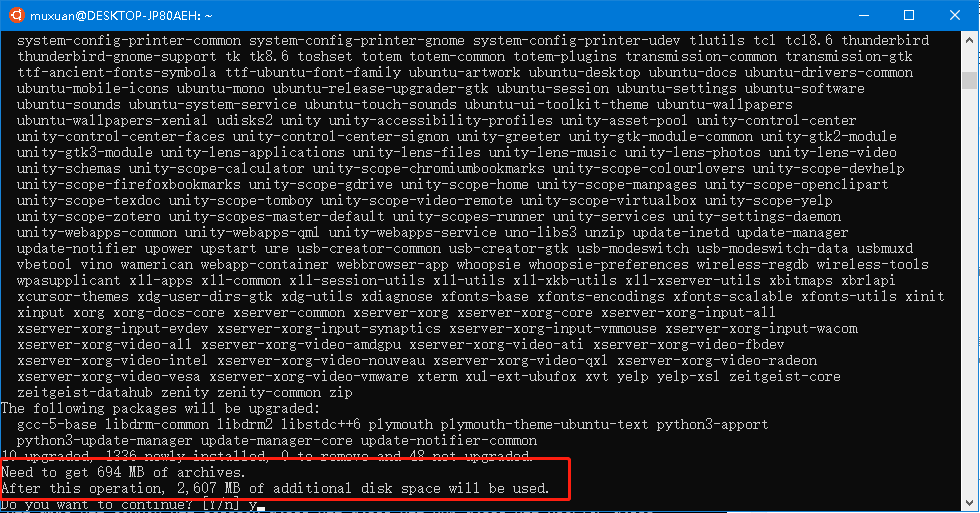 muxuan@DESKTOP-JP80AEH: ~
system-config-printer-common system-config-printer-gnome system-config-printer-udev tlutils tcl tcl8.6 thunderbird
thunderbird-gnome-support tk tk8.6 toshset totem totem-common totem-plugins transmission-common transmission-gtk
ttf-ancient-fonts-symbola ttf-ubuntu-font-family ubuntu-artwork ubuntu-desktop ubuntu-docs ubuntu-drivers-common
ubuntu-mobile-icons ubuntu-mono ubuntu-release-upgrader-gtk ubuntu-session ubuntu-settings ubuntu-software
ubuntu-sounds ubuntu-system-service ubuntu-touch-sounds ubuntu-ui-toolkit-theme ubuntu-wallpapers
ubuntu-wallpapers-xenial udisks2 unity unity-accessibility-profiles unity-asset-pool unity-control-center
unity-control-center-faces unity-control-center-signon unity-greeter unity-gtk-module-common unity-gtk2-module
unity-gtk3-module unity-lens-applications unity-lens-files unity-lens-music unity-lens-photos unity-lens-video
unity-schemas unity-scope-calculator unity-scope-chromiumbookmarks unity-scope-colourlovers unity-scope-devhelp
unity-scope-firefoxbookmarks unity-scope-gdrive unity-scope-home unity-scope-manpages unity-scope-openclipart
unity-scope-texdoc unity-scope-tomboy unity-scope-video-remote unity-scope-virtualbox unity-scope-yelp
unity-scope-zotero unity-scopes-master-default unity-scopes-runner unity-services unity-settings-daemon
unity-webapps-common unity-webapps-qml unity-webapps-service uno-libs3 unzip update-inetd update-manager
update-notifier upower upstart ure usb-creator-common usb-creator-gtk usb-modeswitch usb-modeswitch-data usbmuxd
vbetool vino wamerican webapp-container webbrowser-app whoopsie whoopsie-preferences wireless-regdb wireless-tools
wpasupplicant x11-apps x11-common x11-session-utils x11-utils x11-xkb-utils x11-xserver-utils xbitmaps xbrlapi
xcursor-themes xdg-user-dirs-gtk xdg-utils xdiagnose xfonts-base xfonts-encodings xfonts-scalable xfonts-utils xinit
xinput xorg xorg-docs-core xserver-common xserver-xorg xserver-xorg-core xserver-xorg-input-all
xserver-xorg-input-evdev xserver-xorg-input-synaptics xserver-xorg-input-vmmouse xserver-xorg-input-wacom
xserver-xorg-video-all xserver-xorg-video-amdgpu xserver-xorg-video-ati xserver-xorg-video-fbdev
xserver-xorg-video-intel xserver-xorg-video-nouveau xserver-xorg-video-qxl xserver-xorg-video-radeon
xserver-xorg-video-vesa xserver-xorg-video-vmware xterm xul-ext-ubufox xvt yelp yelp-xsl zeitgeist-core
zeitgeist-datahub zenity zenity-common zip
The following packages will be upgraded:
gcc-5-base libdrm-common libdrm2 libstdc++6 plymouth plymouth-theme-ubuntu-text python3-apport
python3-update-manager update-manager-core update-notifier-common
10 upgraded, 1336 newly installed, 0 to remove and 48 not upgraded.
Need to get 694 MB of archives.
After this operation, 2,607 MB of additional disk space will be used.
Do you want to continue? [Y/n] y